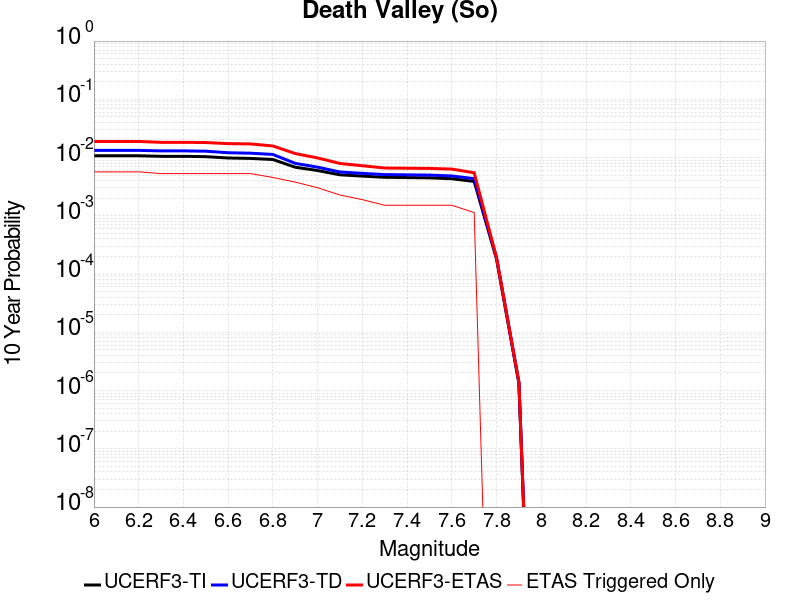 Death Valley (So)
10 0
10 -1
10 -2
10 -3
10 -4
10 -5
10 -6
10 -7
10 -8
10 Year Probability
6 6.2 6.4 6.6 6.8 7 7.2 7.4 7.6 7.8 8 8.2 8.4 8.6 8.8 9
Magnitude
UCERF3-TI UCERF3-TD UCERF3-ETAS ETAS Triggered Only